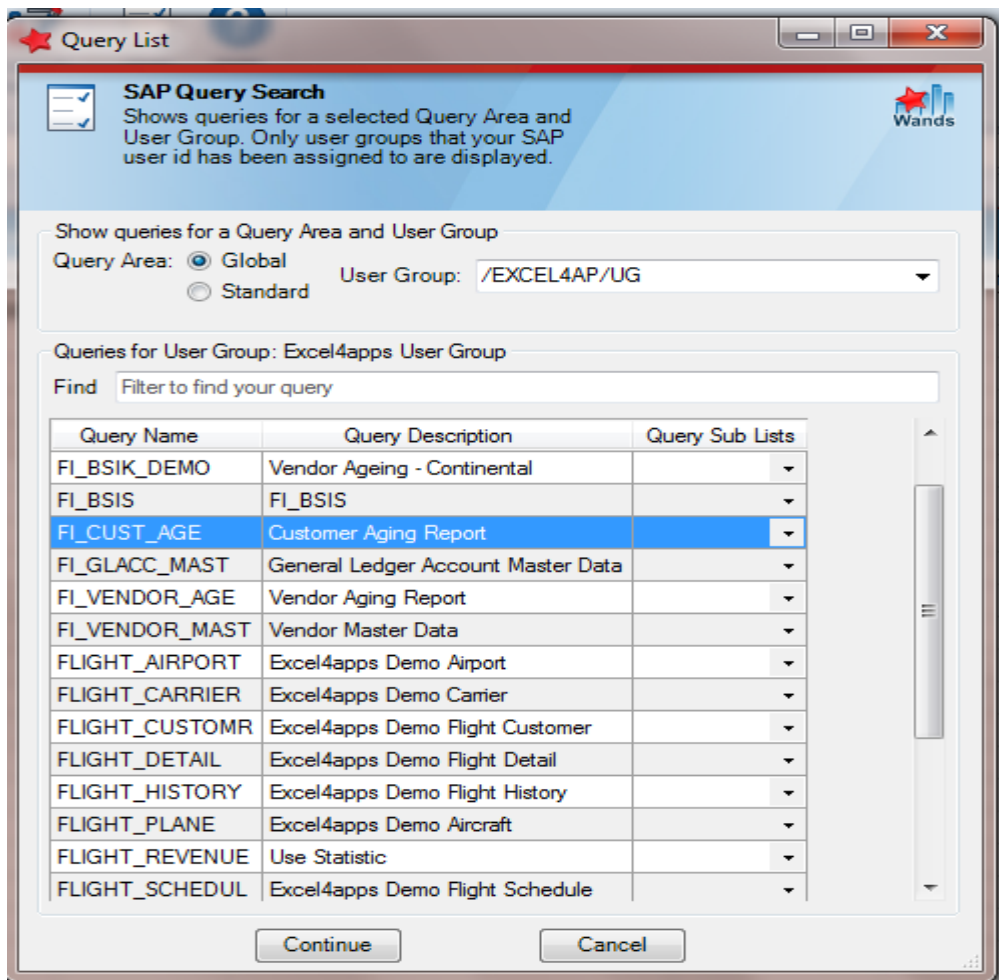 Query List
SAP Query Search
Shows queries for a selected Query Area and
User Group. Only user groups that your SAP
user id has been assigned to are displayed.
Wands
Show queries for a Query Area and User Group
Query Area: Global
User Group: /EXCEL4AP/UG
Standard
Queries for User Group: Excel4apps User Group
Find Filter to find your query
Query Name Query Description Query Sub Lists
FI_BSIK_DEMO Vendor Ageing - Continental
FI_BSIS FI_BSIS
FI_CUST_AGE Customer Aging Report
FI_GLACC_MAST General Ledger Account Master Data
FI_VENDOR_AGE Vendor Aging Report
FI_VENDOR_MAST Vendor Master Data
FLIGHT_AIRPORT Excel4apps Demo Airport
FLIGHT_CARRIER Excel4apps Demo Carrier
FLIGHT_CUSTOMR Excel4apps Demo Flight Customer
FLIGHT_DETAIL Excel4apps Demo Flight Detail
FLIGHT_HISTORY Excel4apps Demo Flight History
FLIGHT_PLANE Excel4apps Demo Aircraft
FLIGHT_REVENUE Use Statistic
FLIGHT_SCHEDUL Excel4apps Demo Flight Schedule
Continue Cancel